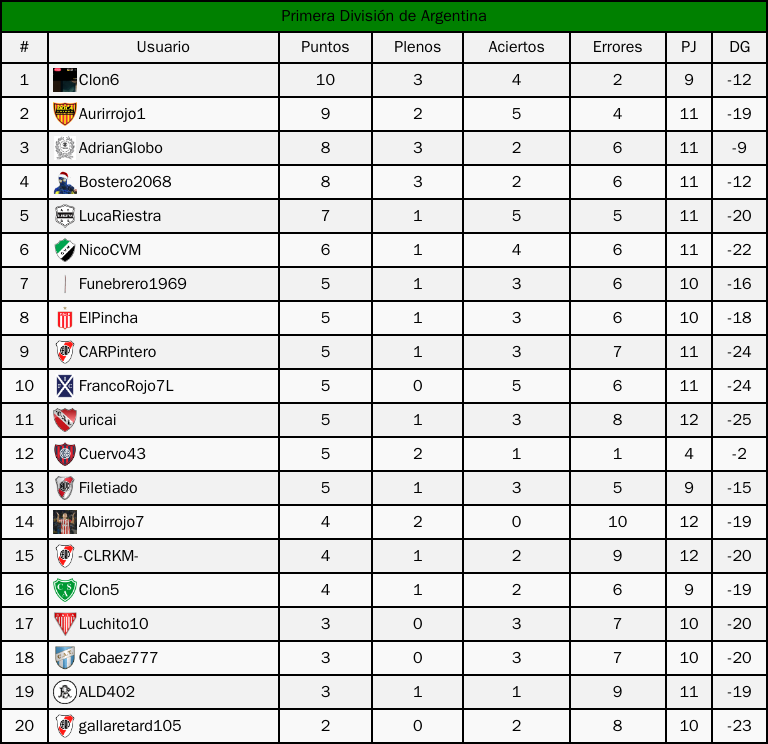 Primera División de Argentina
# Usuario Puntos Plenos Aciertos Errores PJ DG
1 Clon6 10 3 4 2 9 -12
2 Aurirrojo1 9 2 5 4 11 -19
3 AdrianGlobo 8 3 2 6 11 -9
4 Bostero2068 8 3 2 6 11 -12
5 LucaRiestra 7 1 5 5 11 -20
6 NicoCVM 6 1 4 6 11 -22
7 Funebrero1969 5 1 3 6 10 -16
8 ElPincha 5 1 3 6 10 -18
9 CARPintero 5 1 3 7 11 -24
10 FrancoRojo7L 5 0 5 6 11 -24
11 uricai 5 1 3 8 12 -25
12 Cuervo43 5 2 1 1 4 -2
13 Filetiado 5 1 3 5 9 -15
14 Albirrojo7 4 2 0 10 12 -19
15 -CLRKM- 4 1 2 9 12 -20
16 Clon5 4 1 2 6 9 -19
17 Luchito10 3 0 3 7 10 -20
18 Cabaez777 3 0 3 7 10 -20
19 ALD402 3 1 1 9 11 -19
20 gallaretard105 2 0 2 8 10 -23